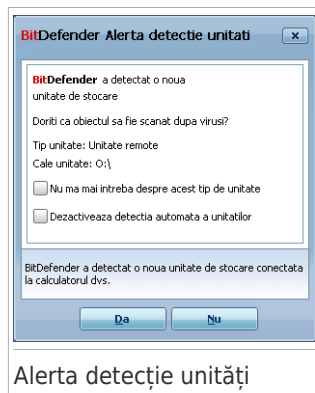 BitDefender Alerta detectie unitati
BitDefender a detectat o noua
unitate de stocare
Doriti ca obiectul sa fie scanat dupa virusi?
Tip unitate: Unitate remote
Cale unitate: O:\
Nu ma mai intreba despre acest tip de unitate
Dezactiveaza detectia automata a unitatilor
BitDefender a detectat o noua unitate de stocare conectata
la calculatorul dvs.
Da
Nu
Alerta detecție unități